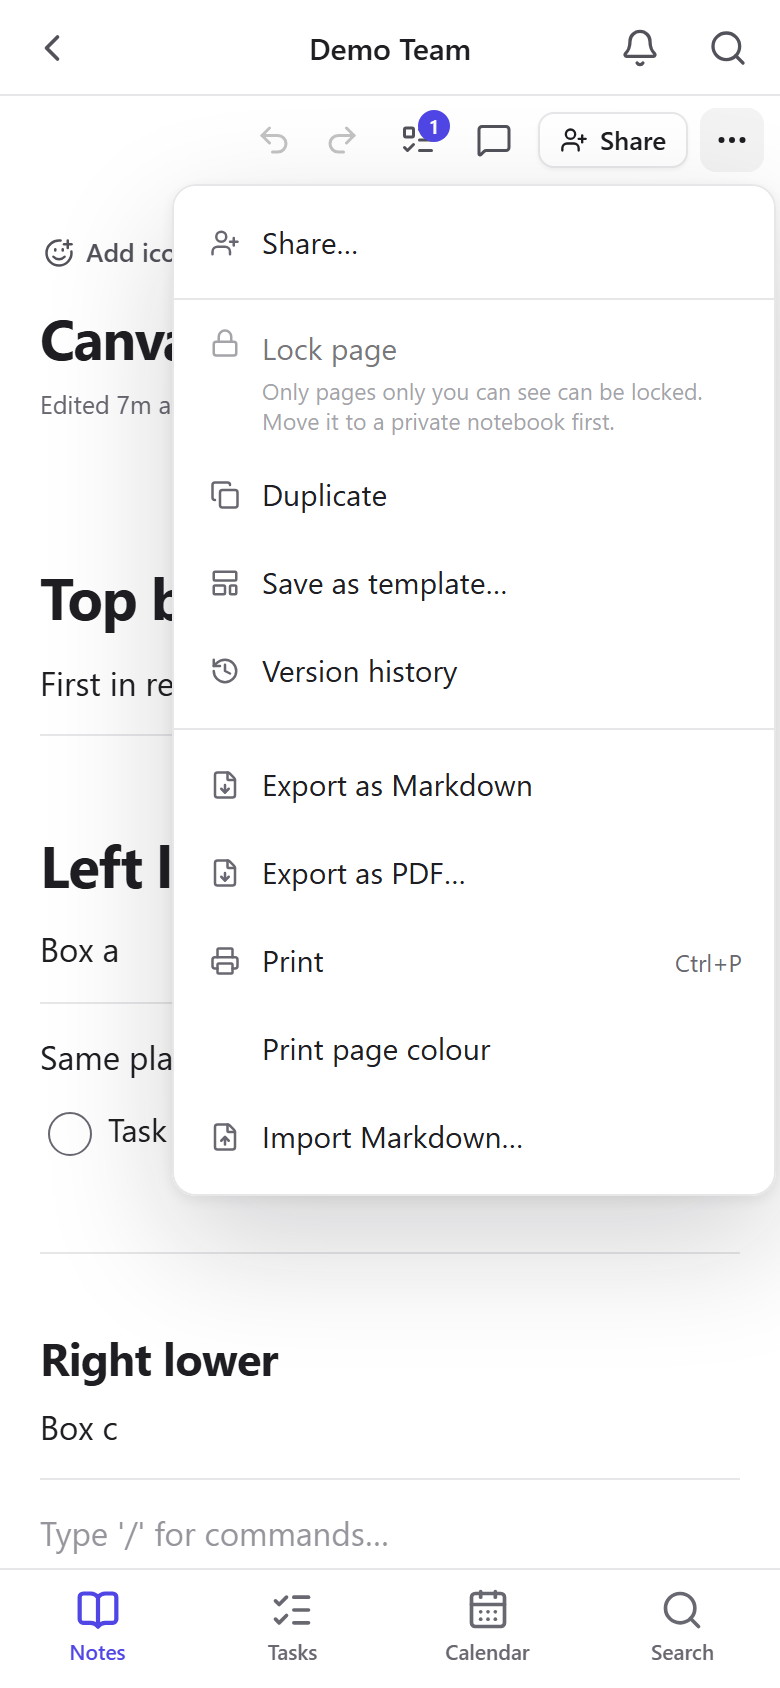 Demo Team
1
Share
Add ico
Share...
Canva
Lock page
Only pages only you can see can be locked.
Move it to a private notebook first.
Edited 7m a
Duplicate
Save as template...
Top b
Version history
First in re
Export as Markdown
Left l
Export as PDF...
Box a
Print Ctrl+P
Print page colour
Same pla
Task
Import Markdown...
Right lower
Box c
Type '/' for commands...
Notes Tasks Calendar Search